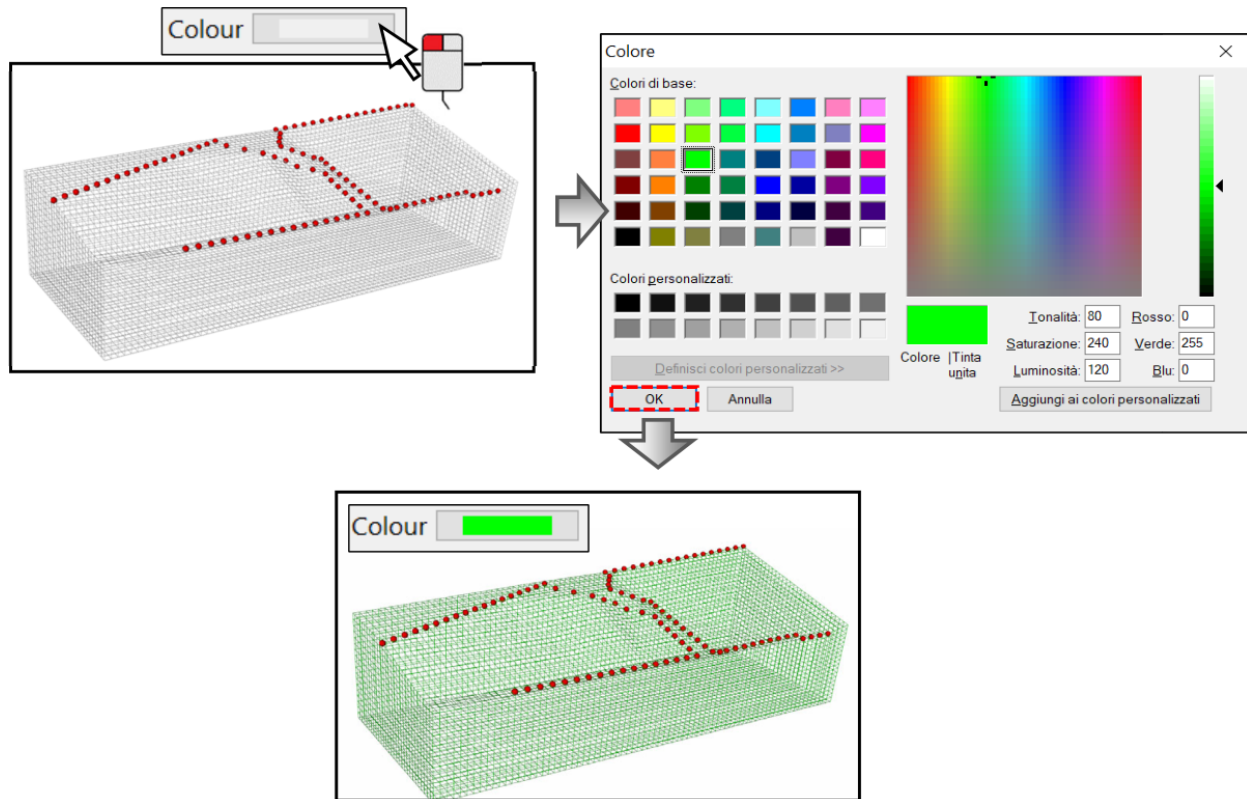 Colour
Colore
Colori di base:
Colori personalizzati:
Definisci colori personalizzati >>
OK Annulla
Colore |Tinta
unita
Tonalità: 80 Rosso: 0
Saturazione: 240 Verde: 255
Luminosità: 120 Blu: 0
Aggiungi ai colori personalizzati
Colour